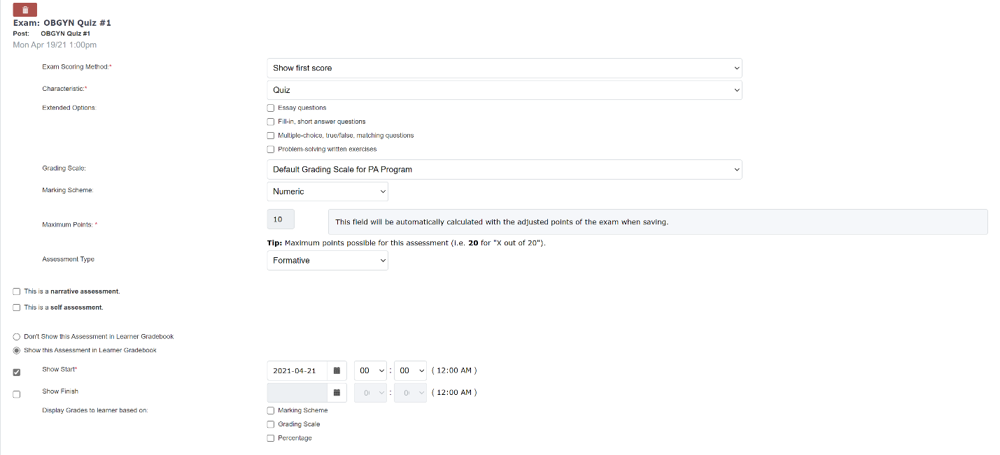 Exam: OBGYN Quiz #1
Post: OBGYN Quiz #1
Mon Apr 19/21 1:00pm
Exam Scoring Method:* Show first score
Characteristic:* Quiz
Extended Options: Essay questions
Fill-in, short answer questions
Multiple-choice, true/false, matching questions
Problem-solving written exercises
Grading Scale: Default Grading Scale for PA Program
Marking Scheme: Numeric
Maximum Points: * 10 This field will be automatically calculated with the adjusted points of the exam when saving.
Tip: Maximum points possible for this assessment (i.e. 20 for "X out of 20").
Assessment Type Formative
This is a narrative assessment.
This is a self assessment.
Don't Show this Assessment in Learner Gradebook
Show this Assessment in Learner Gradebook
Show Start* 2021-04-21 00 : 00 ( 12:00 AM )
Show Finish : ( 12:00 AM )
Display Grades to learner based on: Marking Scheme
Grading Scale
Percentage